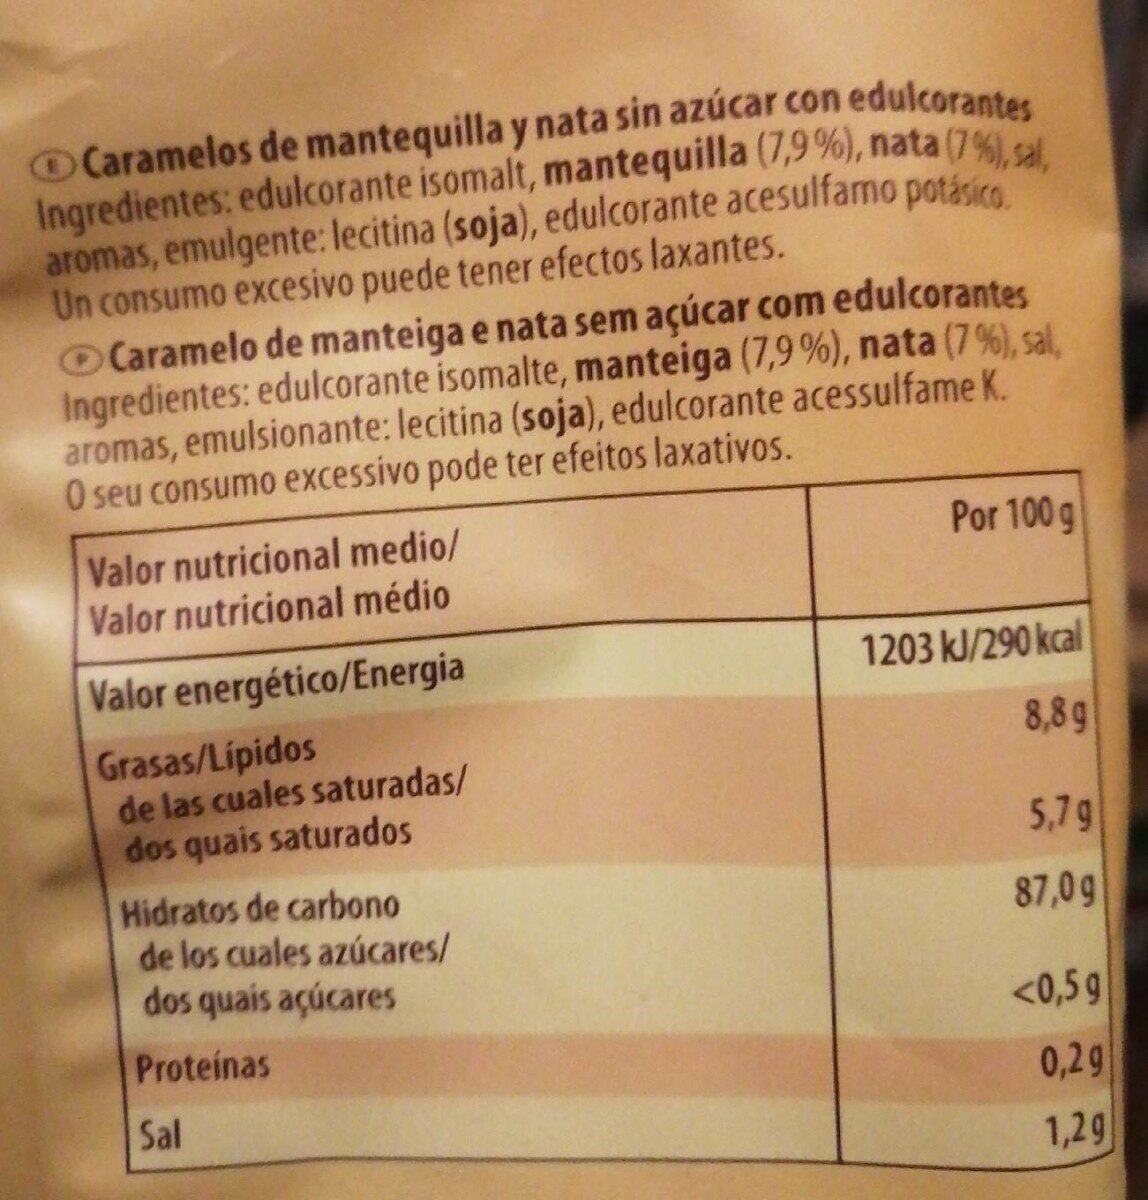 E Caramelos de mantequilla y nata sin azúcar con edulcorantes
Ingredientes: edulcorante isomalt, mantequilla (7,9%), nata (7%), sal,
aromas, emulgente: lecitina (soja), edulcorante acesulfamo potásico.
Un consumo excesivo puede tener efectos laxantes.
P Caramelo de manteiga e nata sem açúcar com edulcorantes
Ingredientes: edulcorante isomalte, manteiga (7,9%), nata (7%), sal,
aromas, emulsionante: lecitina (soja), edulcorante acessulfame K.
O seu consumo excessivo pode ter efeitos laxativos.
Valor nutricional medio/
Valor nutricional médio
Por 100 g
Valor energético/Energia 1203 kJ/290 kcal
Grasas/Lípidos 8,8 g
de las cuales saturadas/
dos quais saturados 5,7 g
Hidratos de carbono 87,0 g
de los cuales azúcares/
dos quais açúcares <0,5 g
Proteínas 0,2 g
Sal 1,2 g